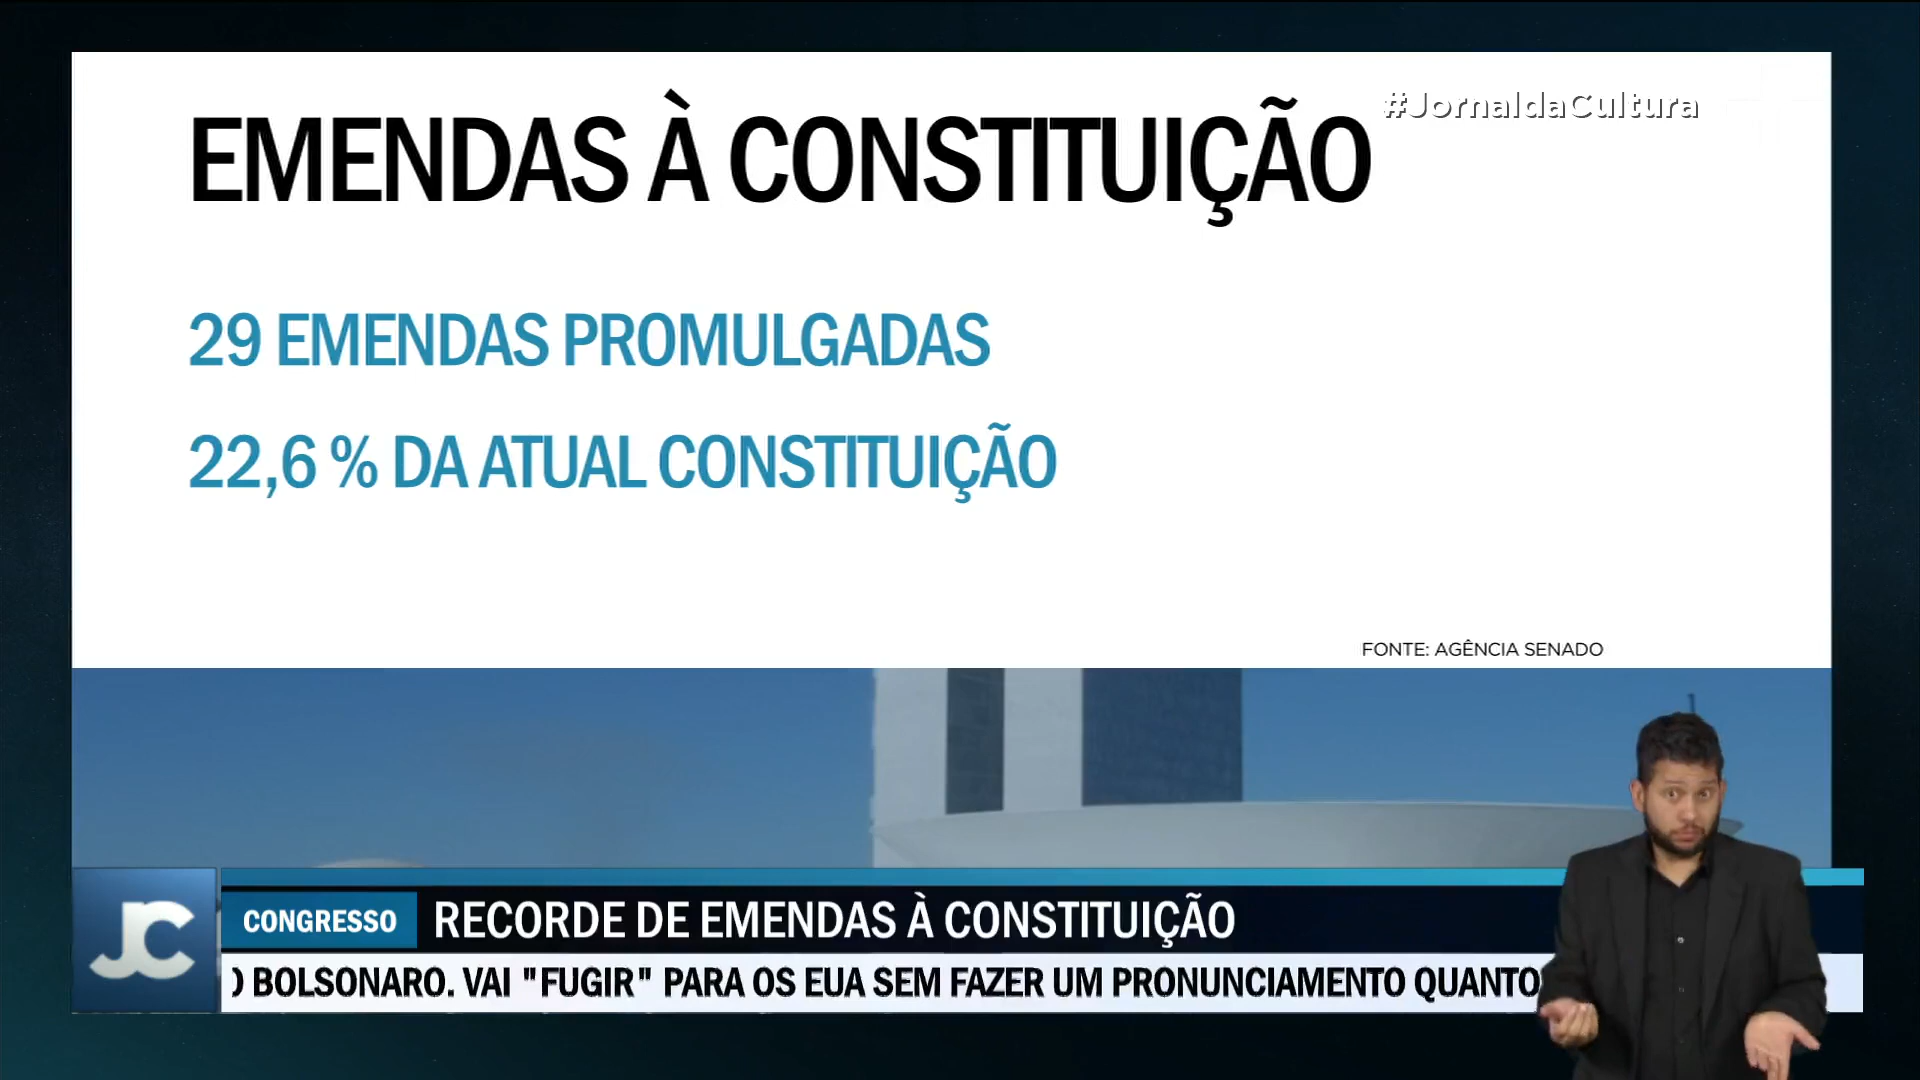 EMENDAS À CONSTITUIÇÃO
#JornaldaCultura
29 EMENDAS PROMULGADAS
22,6 % DA ATUAL CONSTITUIÇÃO
FONTE: AGÊNCIA SENADO
JC
CONGRESSO
RECORDE DE EMENDAS À CONSTITUIÇÃO
BOLSONARO. VAI "FUGIR" PARA OS EUA SEM FAZER UM PRONUNCIAMENTO QUANTO